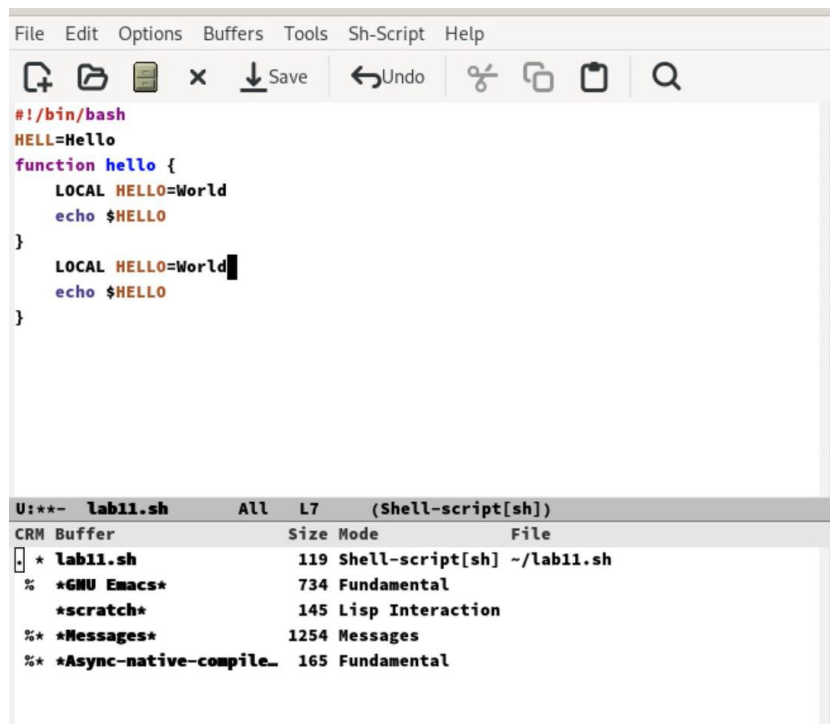 File Edit Options Buffers Tools Sh-Script Help
Save Undo
#!/bin/bash
HELL=Hello
function hello {
    LOCAL HELLO=World
    echo $HELLO
}
    LOCAL HELLO=World
    echo $HELLO
}
U:**-  lab11.sh       All   L7     (Shell-script[sh])
CRM Buffer                Size Mode             File
. * lab11.sh               119 Shell-script[sh] ~/lab11.sh
 %  *GNU Emacs*            734 Fundamental
    *scratch*              145 Lisp Interaction
 %* *Messages*            1254 Messages
 %* *Async-native-compile…  165 Fundamental